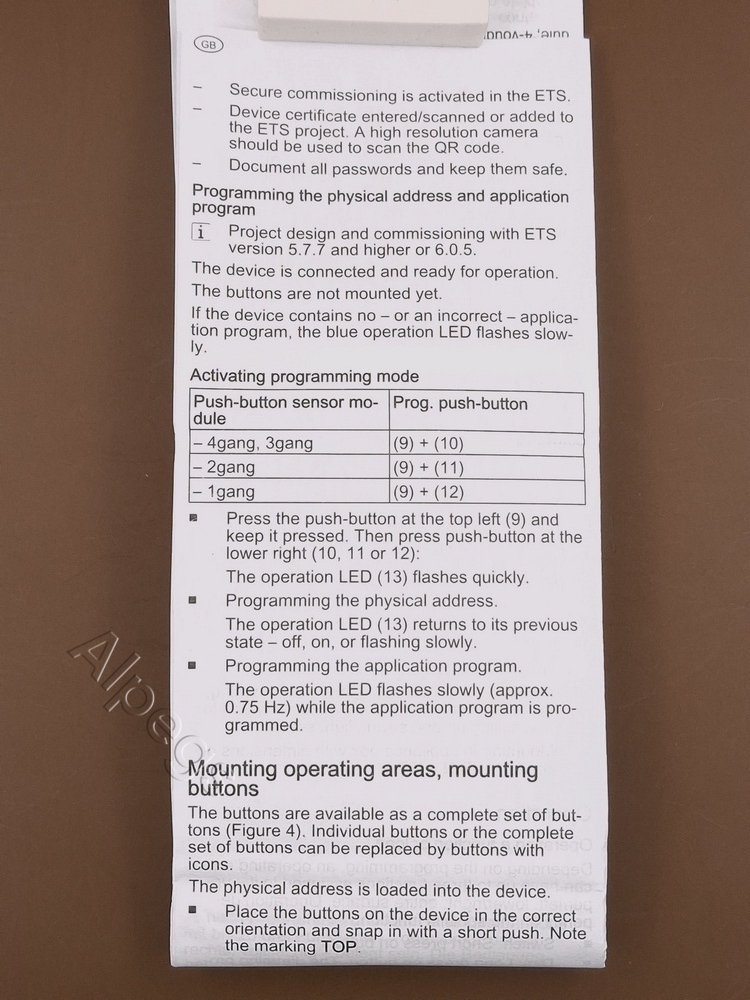 GB
– Secure commissioning is activated in the ETS.
– Device certificate entered/scanned or added to
the ETS project. A high resolution camera
should be used to scan the QR code.
– Document all passwords and keep them safe.
Programming the physical address and application
program
i Project design and commissioning with ETS
version 5.7.7 and higher or 6.0.5.
The device is connected and ready for operation.
The buttons are not mounted yet.
If the device contains no – or an incorrect – applica-
tion program, the blue operation LED flashes slow-
ly.
Activating programming mode
Push-button sensor mo- Prog. push-button
dule
– 4gang, 3gang (9) + (10)
– 2gang (9) + (11)
– 1gang (9) + (12)
■ Press the push-button at the top left (9) and
keep it pressed. Then press push-button at the
lower right (10, 11 or 12):
The operation LED (13) flashes quickly.
■ Programming the physical address.
The operation LED (13) returns to its previous
state – off, on, or flashing slowly.
■ Programming the application program.
The operation LED flashes slowly (approx.
0.75 Hz) while the application program is pro-
grammed.
Mounting operating areas, mounting
buttons
The buttons are available as a complete set of but-
tons (Figure 4). Individual buttons or the complete
set of buttons can be replaced by buttons with
icons.
The physical address is loaded into the device.
■ Place the buttons on the device in the correct
orientation and snap in with a short push. Note
the marking TOP.